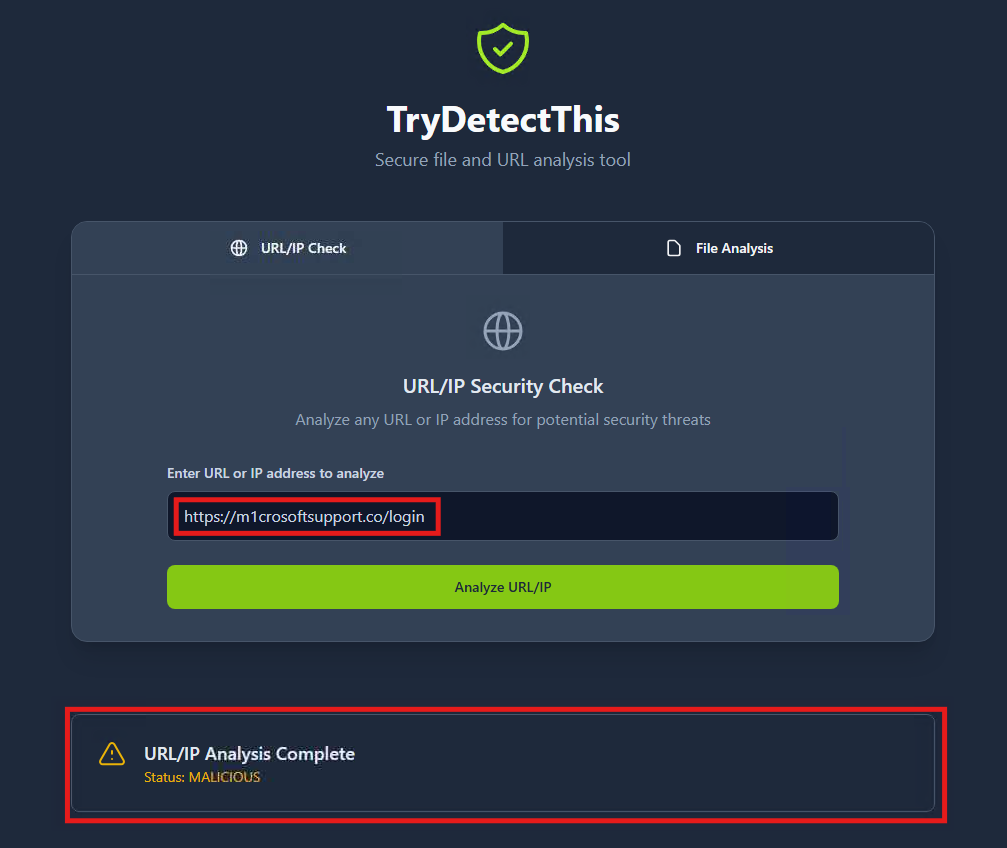 TryDetectThis
Secure file and URL analysis tool
URL/IP Check
File Analysis
URL/IP Security Check
Analyze any URL or IP address for potential security threats
Enter URL or IP address to analyze
https://m1crosoftsupport.co/login
Analyze URL/IP
URL/IP Analysis Complete
Status: MALICIOUS